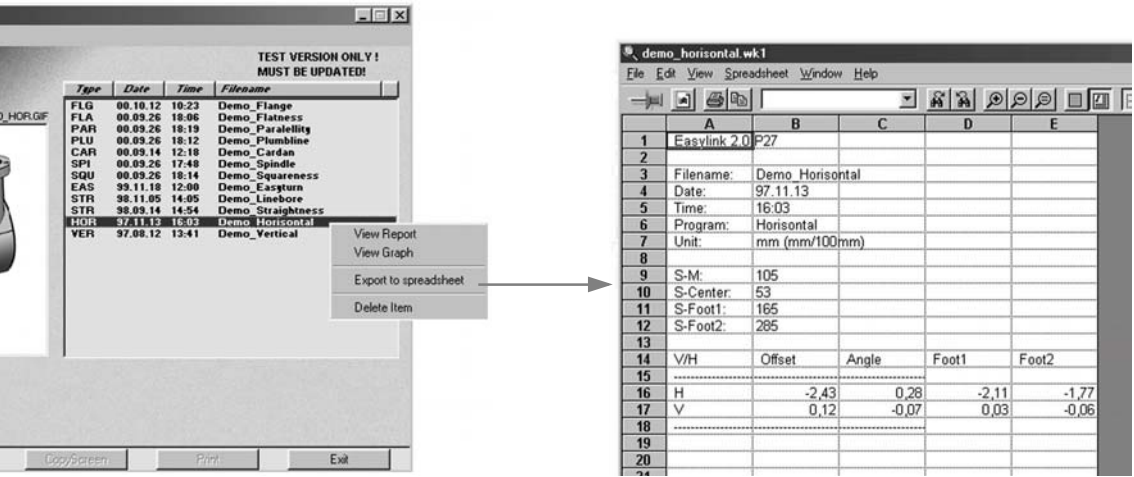 TEST VERSION ONLY !
MUST BE UPDATED!
Type Date Time Filename
_HOR.GIF
FLG 00.10.12 10:23 Demo_Flange
FLA 00.09.26 18:06 Demo_Flatness
PAR 00.09.26 18:19 Demo_Paralellity
PLU 00.09.26 18:12 Demo_Plumbline
CAR 00.09.14 12:18 Demo_Cardan
SPI 00.09.26 17:48 Demo_Spindle
SQU 00.09.26 18:14 Demo_Squareness
EAS 99.11.18 12:00 Demo_Easyturn
STR 98.11.05 14:05 Demo_Linebore
STR 98.09.14 14:54 Demo_Straightness
HOR 97.11.13 16:03 Demo_Horisontal
VER 97.08.12 13:41 Demo_Vertical
View Report
View Graph
Export to spreadsheet
Delete Item
CopyScreen Print Exit
demo_horisontal.wk1
File Edit View Spreadsheet Window Help
A B C D E
1 Easylink 2.0 P27
2
3 Filename: Demo_Horisontal
4 Date: 97.11.13
5 Time: 16:03
6 Program: Horisontal
7 Unit: mm (mm/100mm)
8
9 S-M: 105
10 S-Center: 53
11 S-Foot1: 165
12 S-Foot2: 285
13
14 V/H Offset Angle Foot1 Foot2
15 --------------------
16 H -2,43 0,28 -2,11 -1,77
17 V 0,12 -0,07 0,03 -0,06
18 --------------------
19
20
21